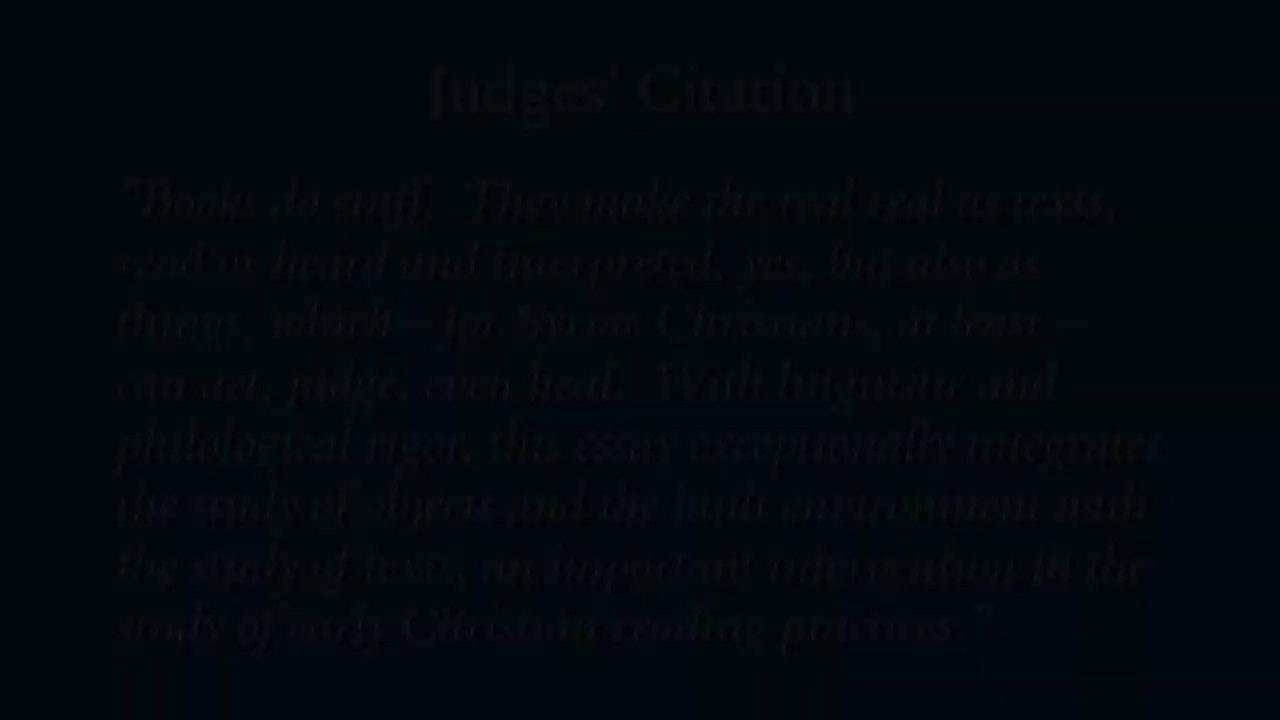 Judges' Citation
"Books do stuff. They make the real real as texts,
read or heard and interpreted, yes, but also as
things, which – for Syriac Christians, at least –
can act, judge, even heal. With linguistic and
philological rigor, this essay exceptionally integrates
the study of objects and the built environment with
the study of texts, an important intervention in the
study of early Christian reading practices."